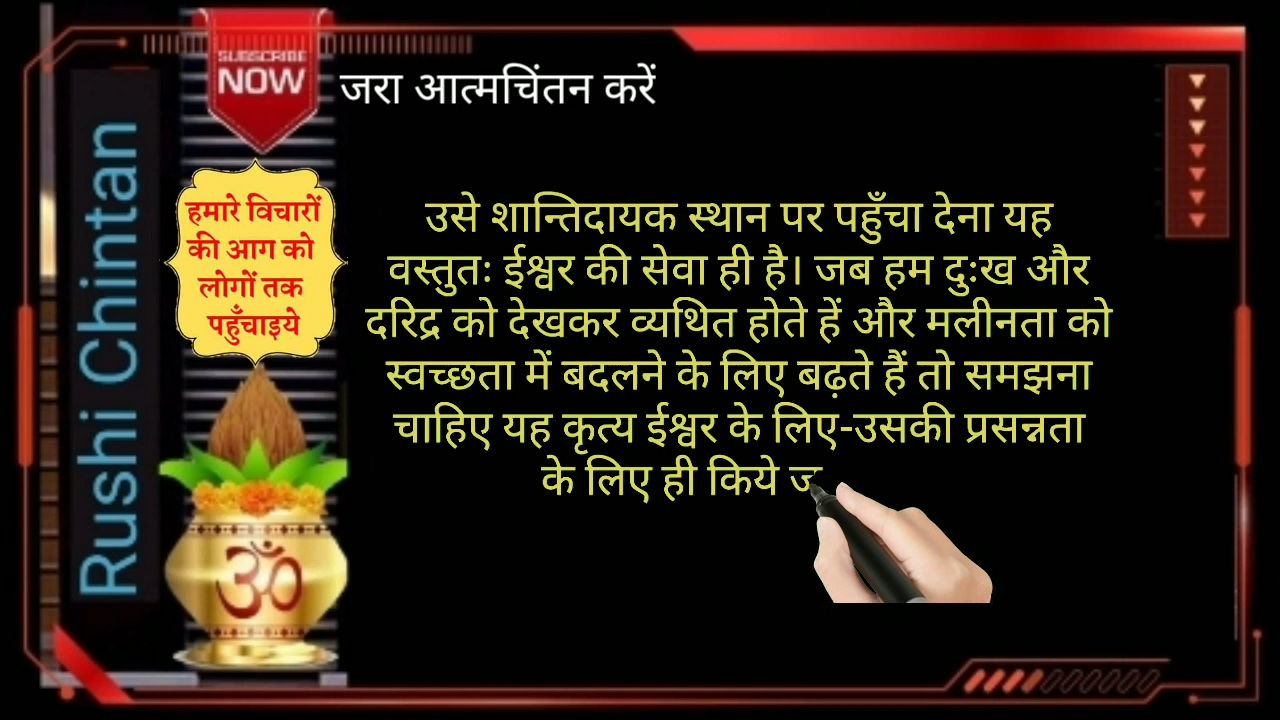 SUBSCRIBE
NOW
जरा आत्मचिंतन करें
Rushi Chintan
हमारे विचारों
की आग को
लोगों तक
पहुँचाइये
उसे शान्तिदायक स्थान पर पहुँचा देना यह
वस्तुतः ईश्वर की सेवा ही है। जब हम दुःख और
दरिद्र को देखकर व्यथित होते हें और मलीनता को
स्वच्छता में बदलने के लिए बढ़ते हैं तो समझना
चाहिए यह कृत्य ईश्वर के लिए-उसकी प्रसन्नता
के लिए ही किये
ॐ